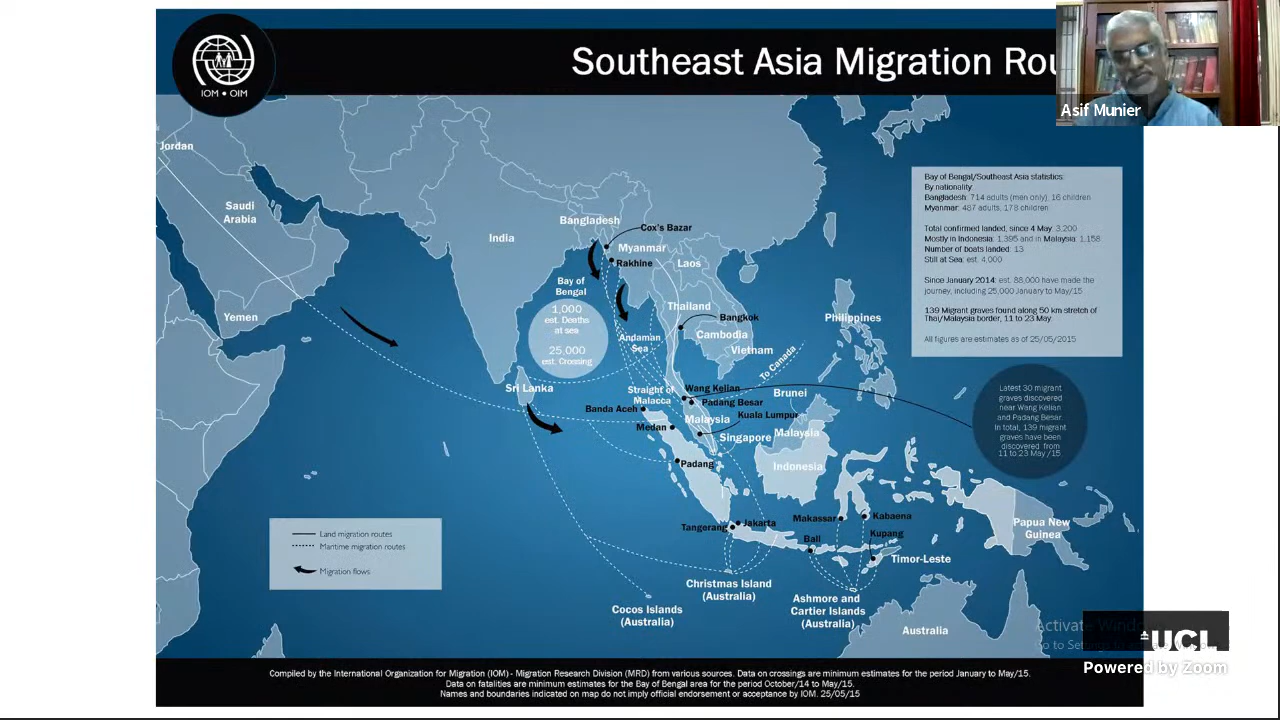 IOM • OIM
Southeast Asia Migration Rou
Asif Munier
Jordan
Saudi
Arabia
Yemen
India
Bangladesh
Cox's Bazar
Myanmar
Rakhine
Laos
Bay of
Bengal
1,000
est. Deaths
at sea
25,000
est. Crossing
Thailand
Bangkok
Andaman
Sea
Cambodia
Vietnam
Philippines
To Canada
Sri Lanka
Straight of
Malacca
Wang Kelian
Padang Besar
Brunei
Banda Aceh
Malaysia
Kuala Lumpur
Medan
Singapore
Malaysia
Indonesia
Padang
Tangerang
Jakarta
Makassar
Kabaena
Kupang
Bali
Timor-Leste
Papua New
Guinea
Christmas Island
(Australia)
Cocos Islands
(Australia)
Ashmore and
Cartier Islands
(Australia)
Australia
Bay of Bengal/Southeast Asia statistics:
By nationality
Bangladesh: 714 adults (men only), 16 children
Myanmar: 487 adults, 178 children
Total confirmed landed, since 4 May: 3,200
Mostly in Indonesia: 1,395 and in Malaysia: 1,158
Number of boats landed: 13
Still at Sea: est. 4,000
Since January 2014: est. 88,000 have made the
journey, including 25,000 January to May/15
139 Migrant graves found along 50 km stretch of
Thai/Malaysia border, 11 to 23 May.
All figures are estimates as of 25/05/2015
Latest 30 migrant
graves discovered
near Wang Kelian
and Padang Besar.
In total, 139 migrant
graves have been
discovered from
11 to 23 May /15
Land migration routes
Maritime migration routes
Migration flows
Activate Windows
Go to Settings to
UCL
Powered by Zoom
Compiled by the International Organization for Migration (IOM) - Migration Research Division (MRD) from various sources. Data on crossings are minimum estimates for the period January to May/15.
Data on fatalities are minimum estimates for the Bay of Bengal area for the period October/14 to May/15.
Names and boundaries indicated on map do not imply official endorsement or acceptance by IOM. 25/05/15